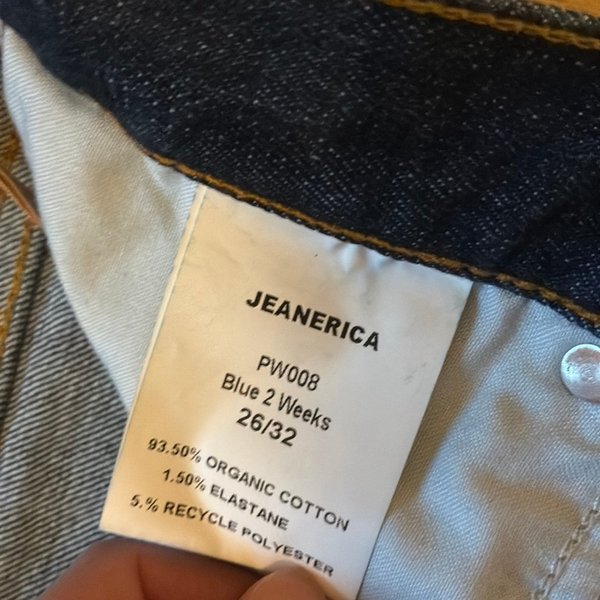 JEANERICA
PW008
Blue 2 Weeks
26/32
93.50% ORGANIC COTTON
1.50% ELASTANE
5.% RECYCLE POLYESTER